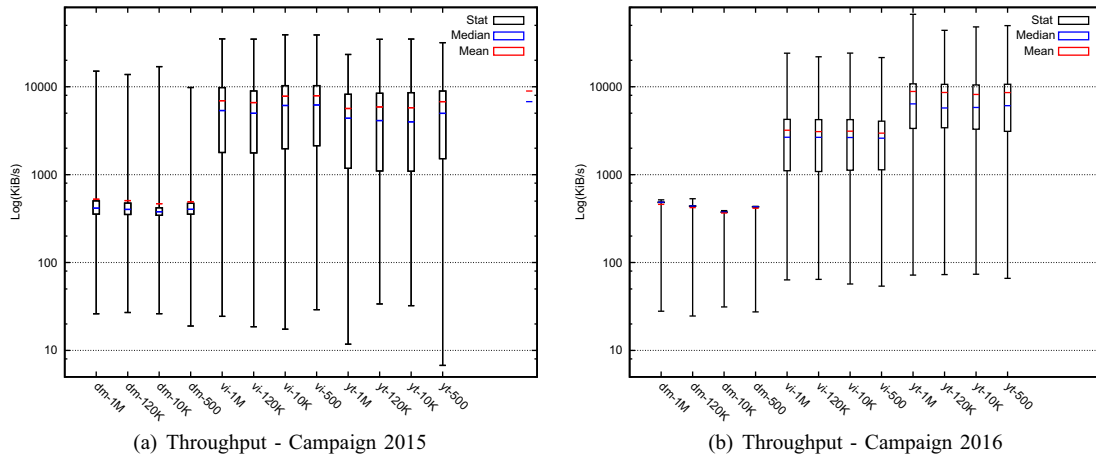 Stat
Median
Mean
10000
1000
100
10
Log(KiB/s)
dm-1M
dm-120K
dm-10K
dm-500
vi-1M
vi-120K
vi-10K
vi-500
yt-1M
yt-120K
yt-10K
yt-500
(a) Throughput - Campaign 2015
Stat
Median
Mean
10000
1000
100
10
Log(KiB/s)
dm-1M
dm-120K
dm-10K
dm-500
vi-1M
vi-120K
vi-10K
vi-500
yt-1M
yt-120K
yt-10K
yt-500
(b) Throughput - Campaign 2016